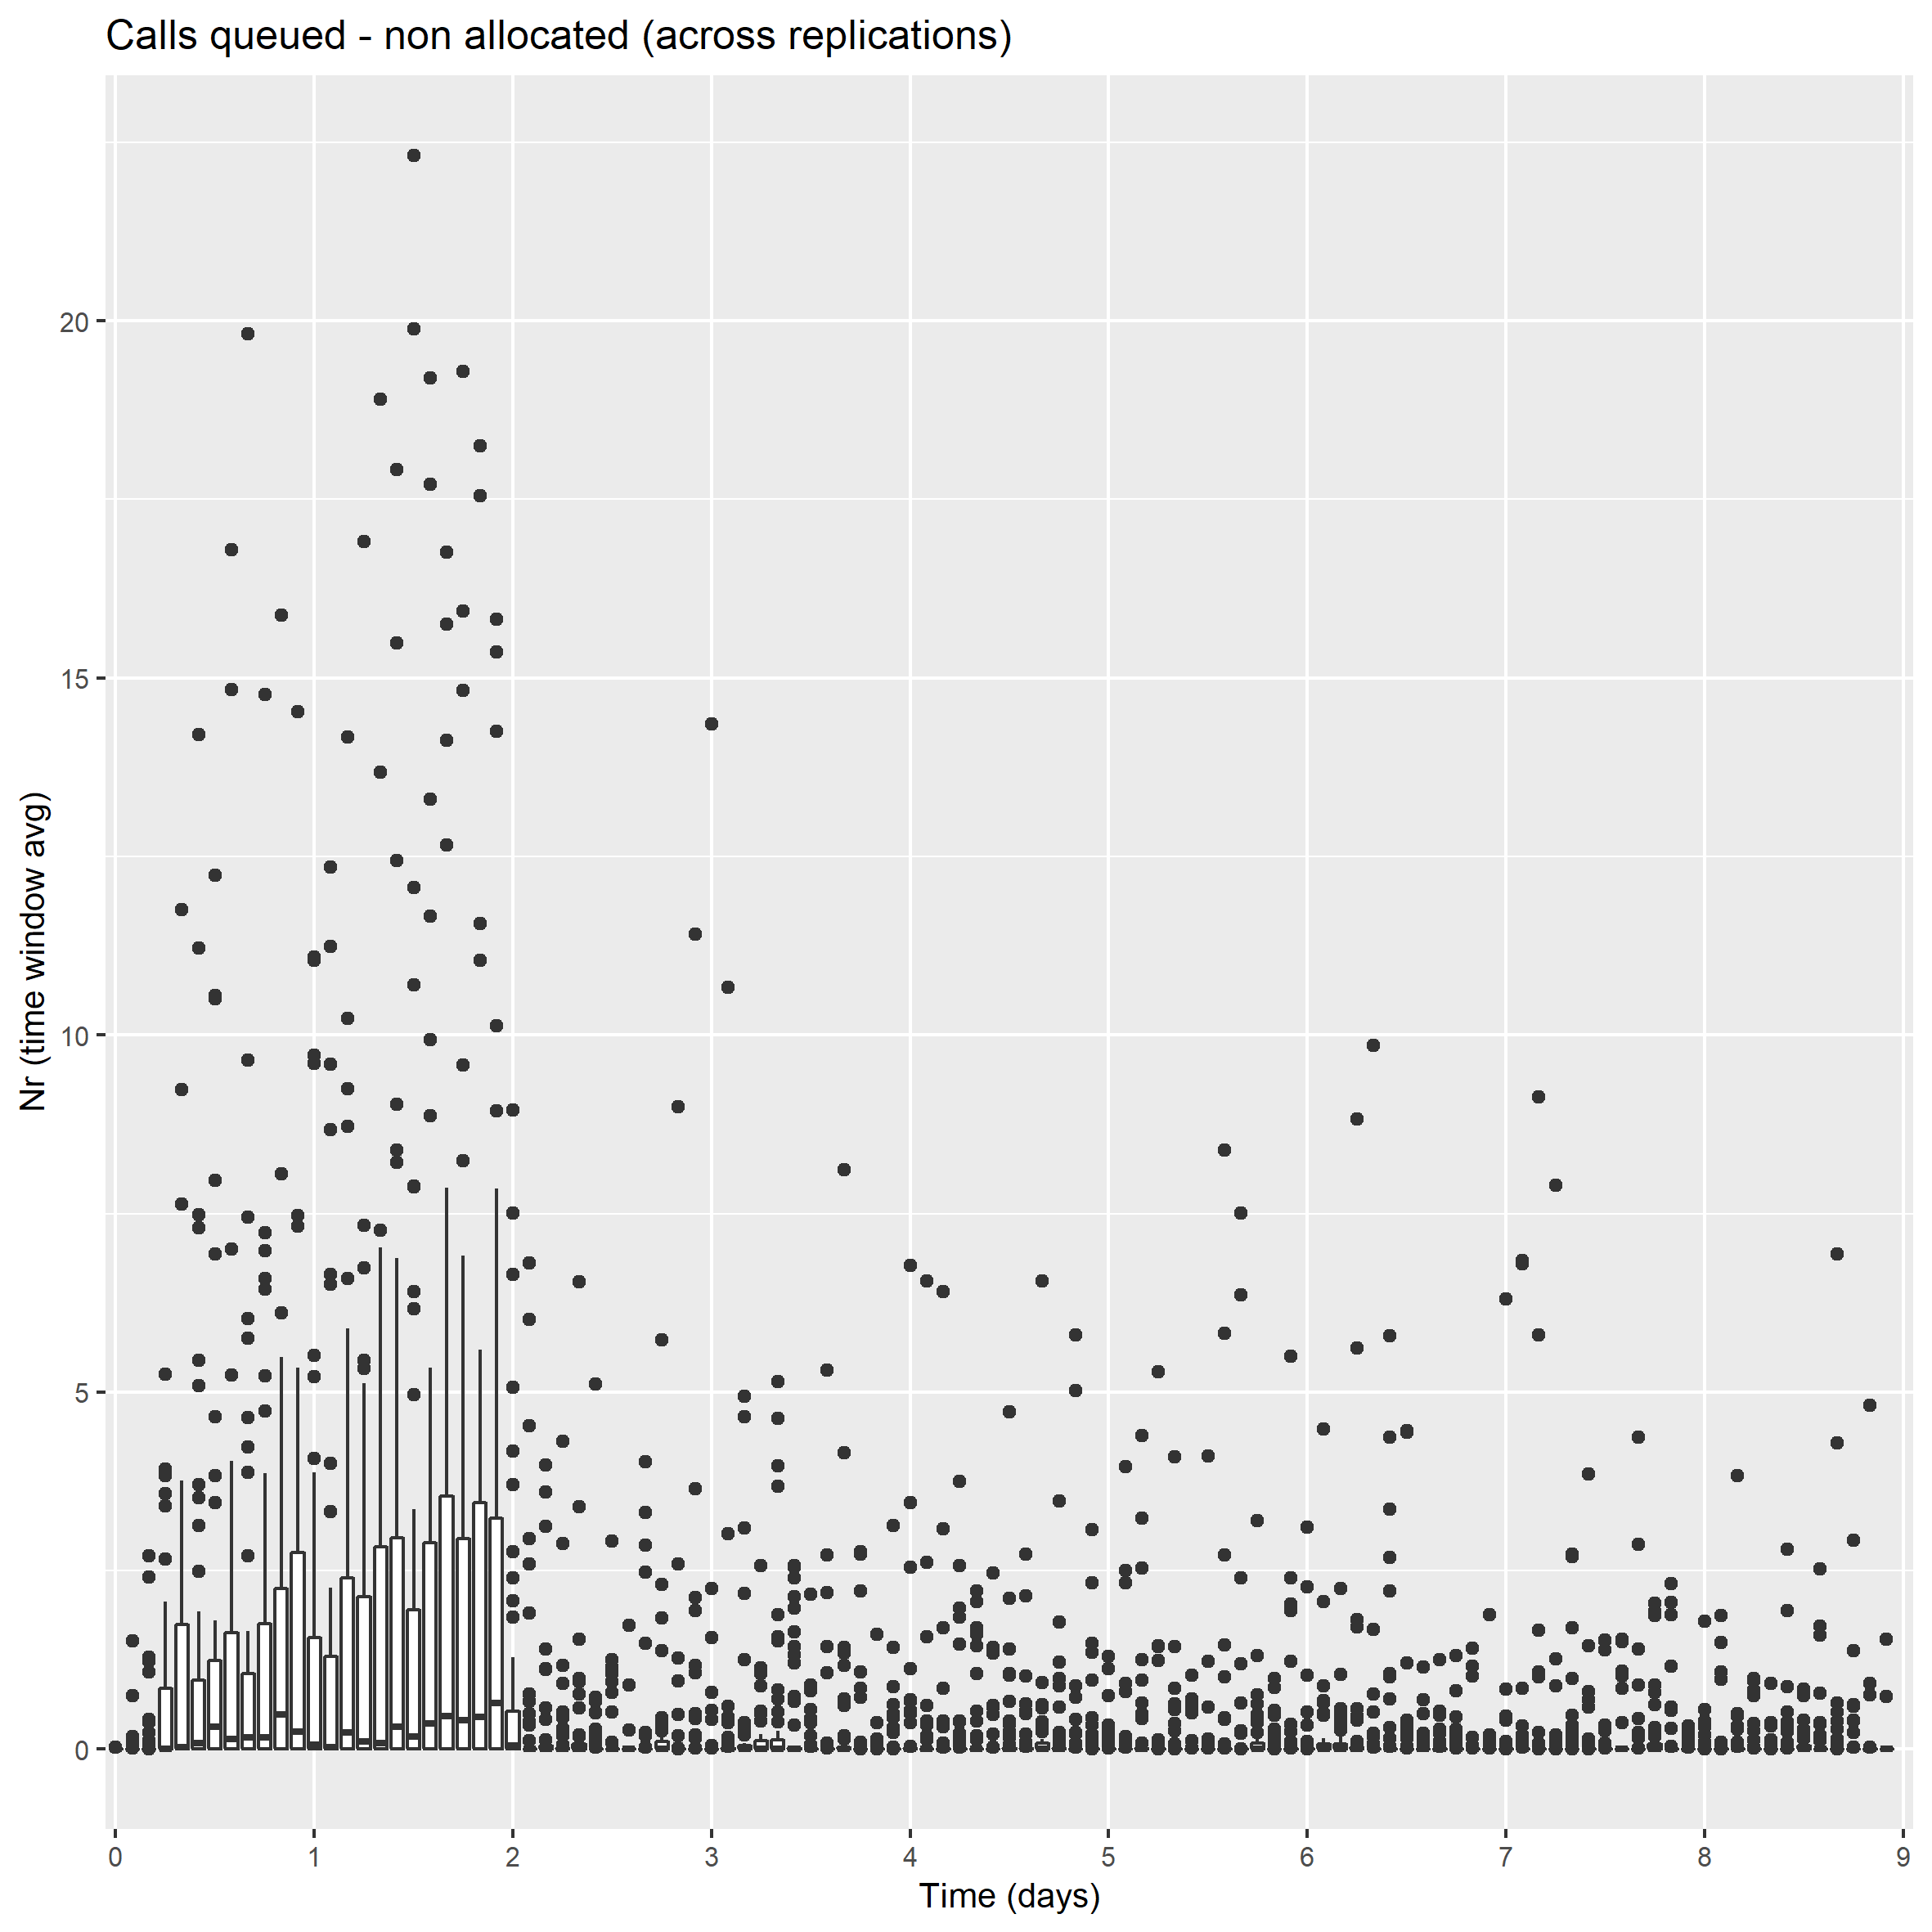 Calls queued - non allocated (across replications)
Nr (time window avg)
20
15
10
5
0
0 1 2 3 4 5 6 7 8 9
Time (days)